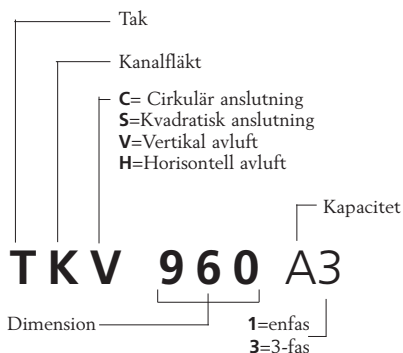 Tak
Kanalfläkt
C= Cirkulär anslutning
S=Kvadratisk anslutning
V=Vertikal avluft
H=Horisontell avluft
Kapacitet
TKV 960 A3
Dimension
1=enfas
3=3-fas